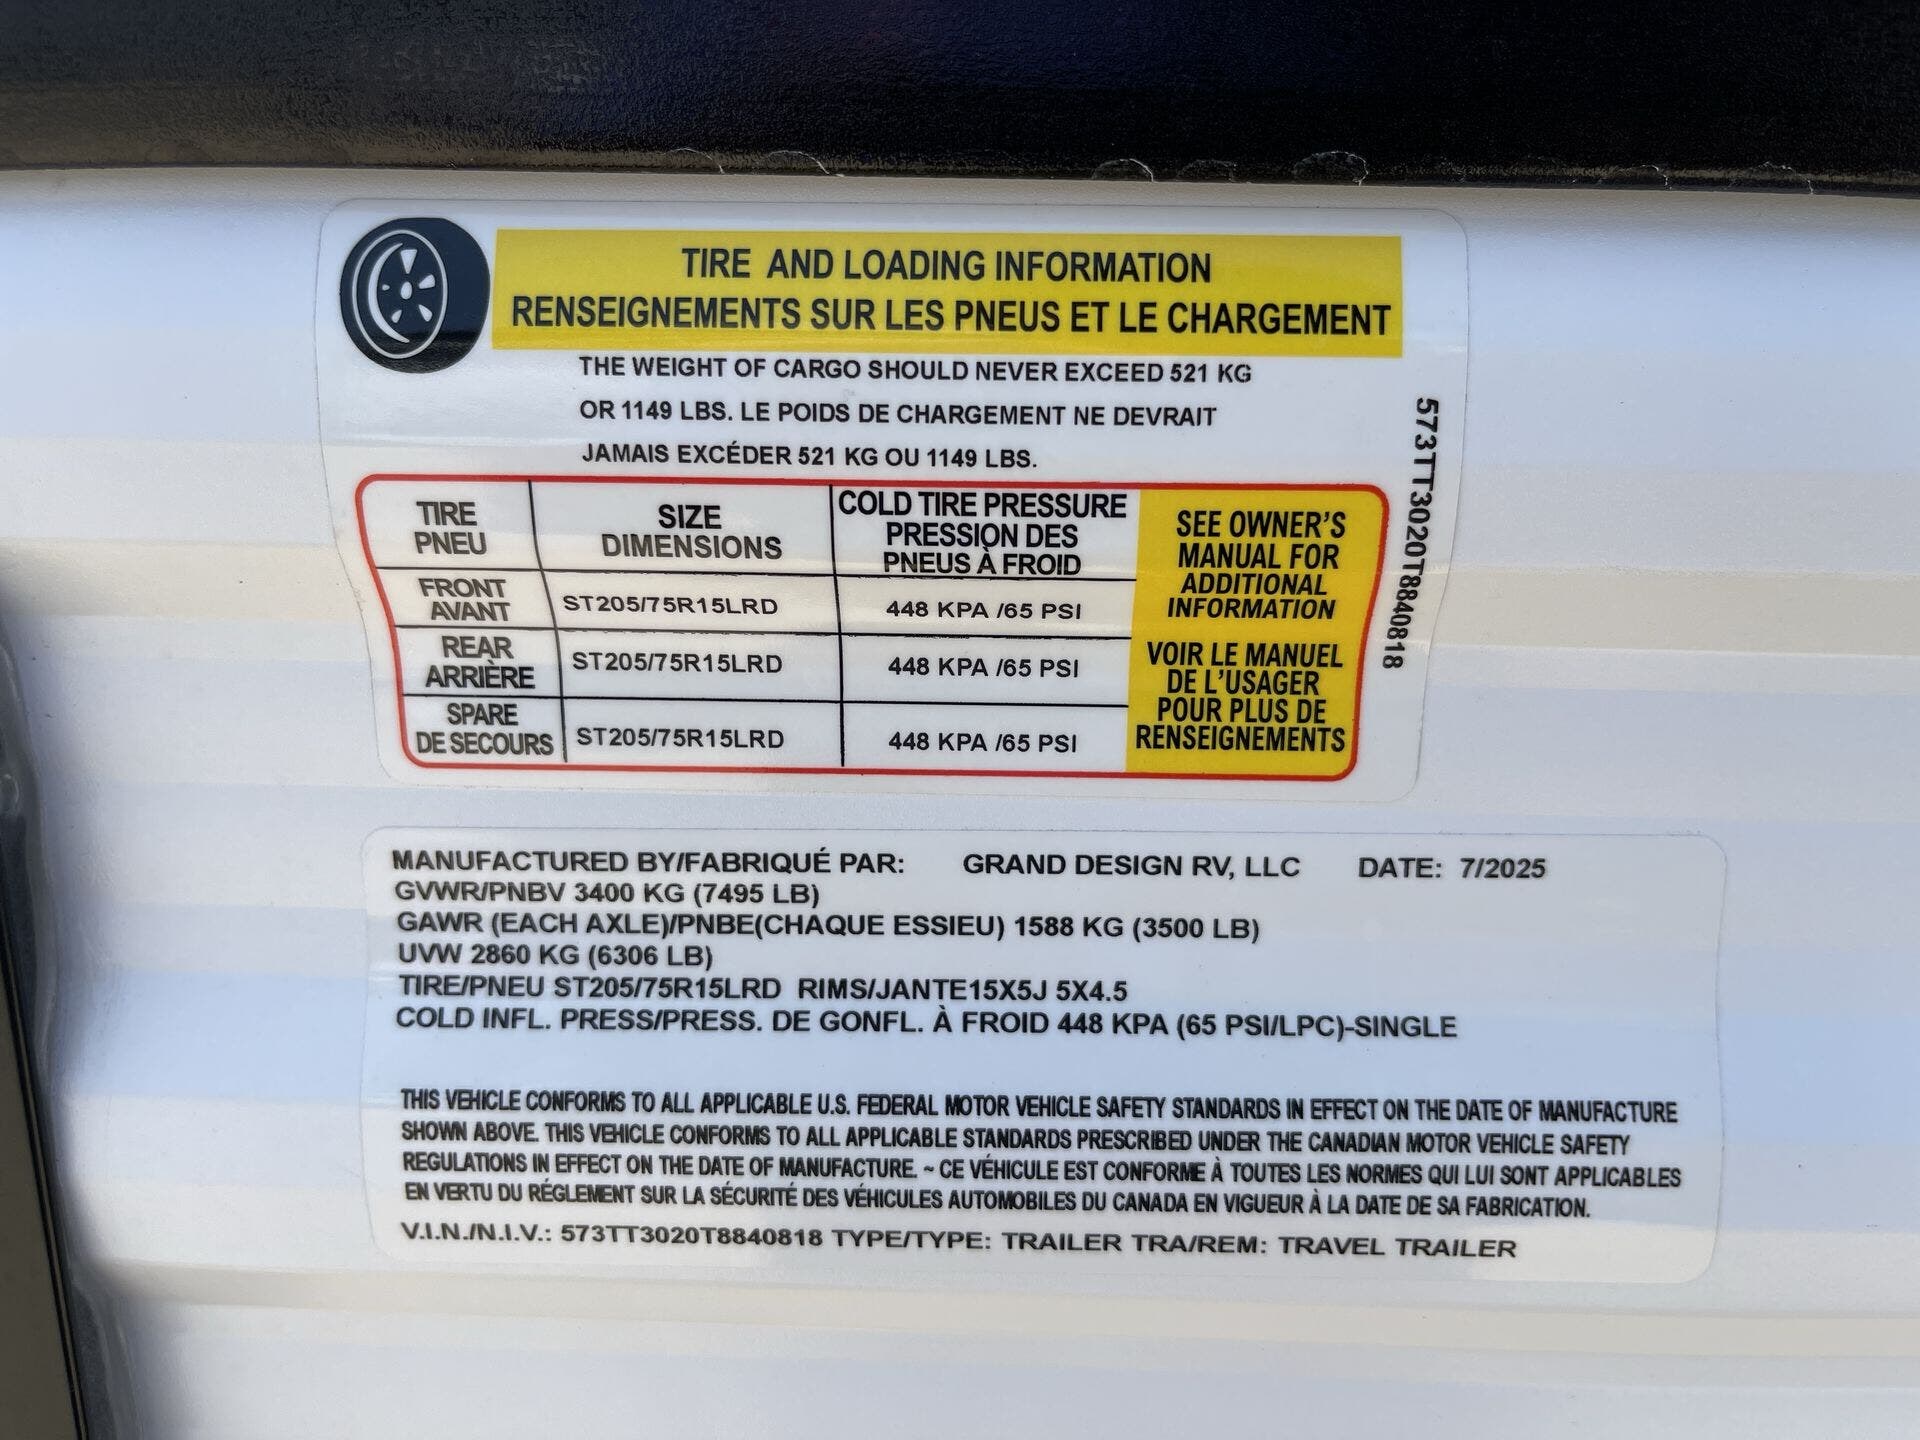 TIRE AND LOADING INFORMATION
RENSEIGNEMENTS SUR LES PNEUS ET LE CHARGEMENT
THE WEIGHT OF CARGO SHOULD NEVER EXCEED 521 KG
OR 1149 LBS. LE POIDS DE CHARGEMENT NE DEVRAIT
JAMAIS EXCÉDER 521 KG OU 1149 LBS.
573TT3020T8840818
TIRE
PNEU
SIZE
DIMENSIONS
COLD TIRE PRESSURE
PRESSION DES
PNEUS À FROID
FRONT
AVANT
ST205/75R15LRD
448 KPA /65 PSI
REAR
ARRIÈRE
ST205/75R15LRD
448 KPA /65 PSI
SPARE
DE SECOURS
ST205/75R15LRD
448 KPA /65 PSI
SEE OWNER'S
MANUAL FOR
ADDITIONAL
INFORMATION
VOIR LE MANUEL
DE L'USAGER
POUR PLUS DE
RENSEIGNEMENTS
MANUFACTURED BY/FABRIQUÉ PAR: GRAND DESIGN RV, LLC DATE: 7/2025
GVWR/PNBV 3400 KG (7495 LB)
GAWR (EACH AXLE)/PNBE(CHAQUE ESSIEU) 1588 KG (3500 LB)
UVW 2860 KG (6306 LB)
TIRE/PNEU ST205/75R15LRD RIMS/JANTE15X5J 5X4.5
COLD INFL. PRESS/PRESS. DE GONFL. À FROID 448 KPA (65 PSI/LPC)-SINGLE
THIS VEHICLE CONFORMS TO ALL APPLICABLE U.S. FEDERAL MOTOR VEHICLE SAFETY STANDARDS IN EFFECT ON THE DATE OF MANUFACTURE
SHOWN ABOVE. THIS VEHICLE CONFORMS TO ALL APPLICABLE STANDARDS PRESCRIBED UNDER THE CANADIAN MOTOR VEHICLE SAFETY
REGULATIONS IN EFFECT ON THE DATE OF MANUFACTURE. ~ CE VÉHICULE EST CONFORME À TOUTES LES NORMES QUI LUI SONT APPLICABLES
EN VERTU DU RÉGLEMENT SUR LA SÉCURITÉ DES VÉHICULES AUTOMOBILES DU CANADA EN VIGUEUR À LA DATE DE SA FABRICATION.
V.I.N./N.I.V.: 573TT3020T8840818 TYPE/TYPE: TRAILER TRA/REM: TRAVEL TRAILER